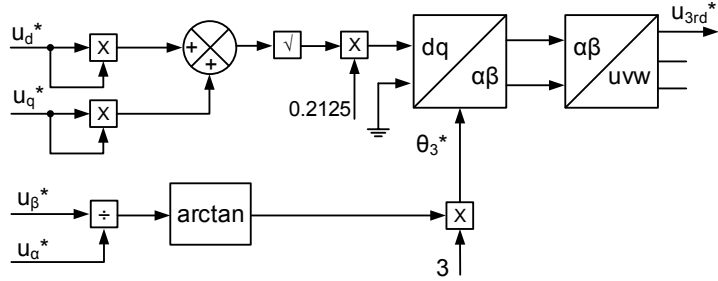 u_d*
X
u_q*
X
+
+
√
X
0.2125
dq
αβ
αβ
uvw
u_3rd*
θ_3*
u_β*
÷
u_α*
arctan
X
3